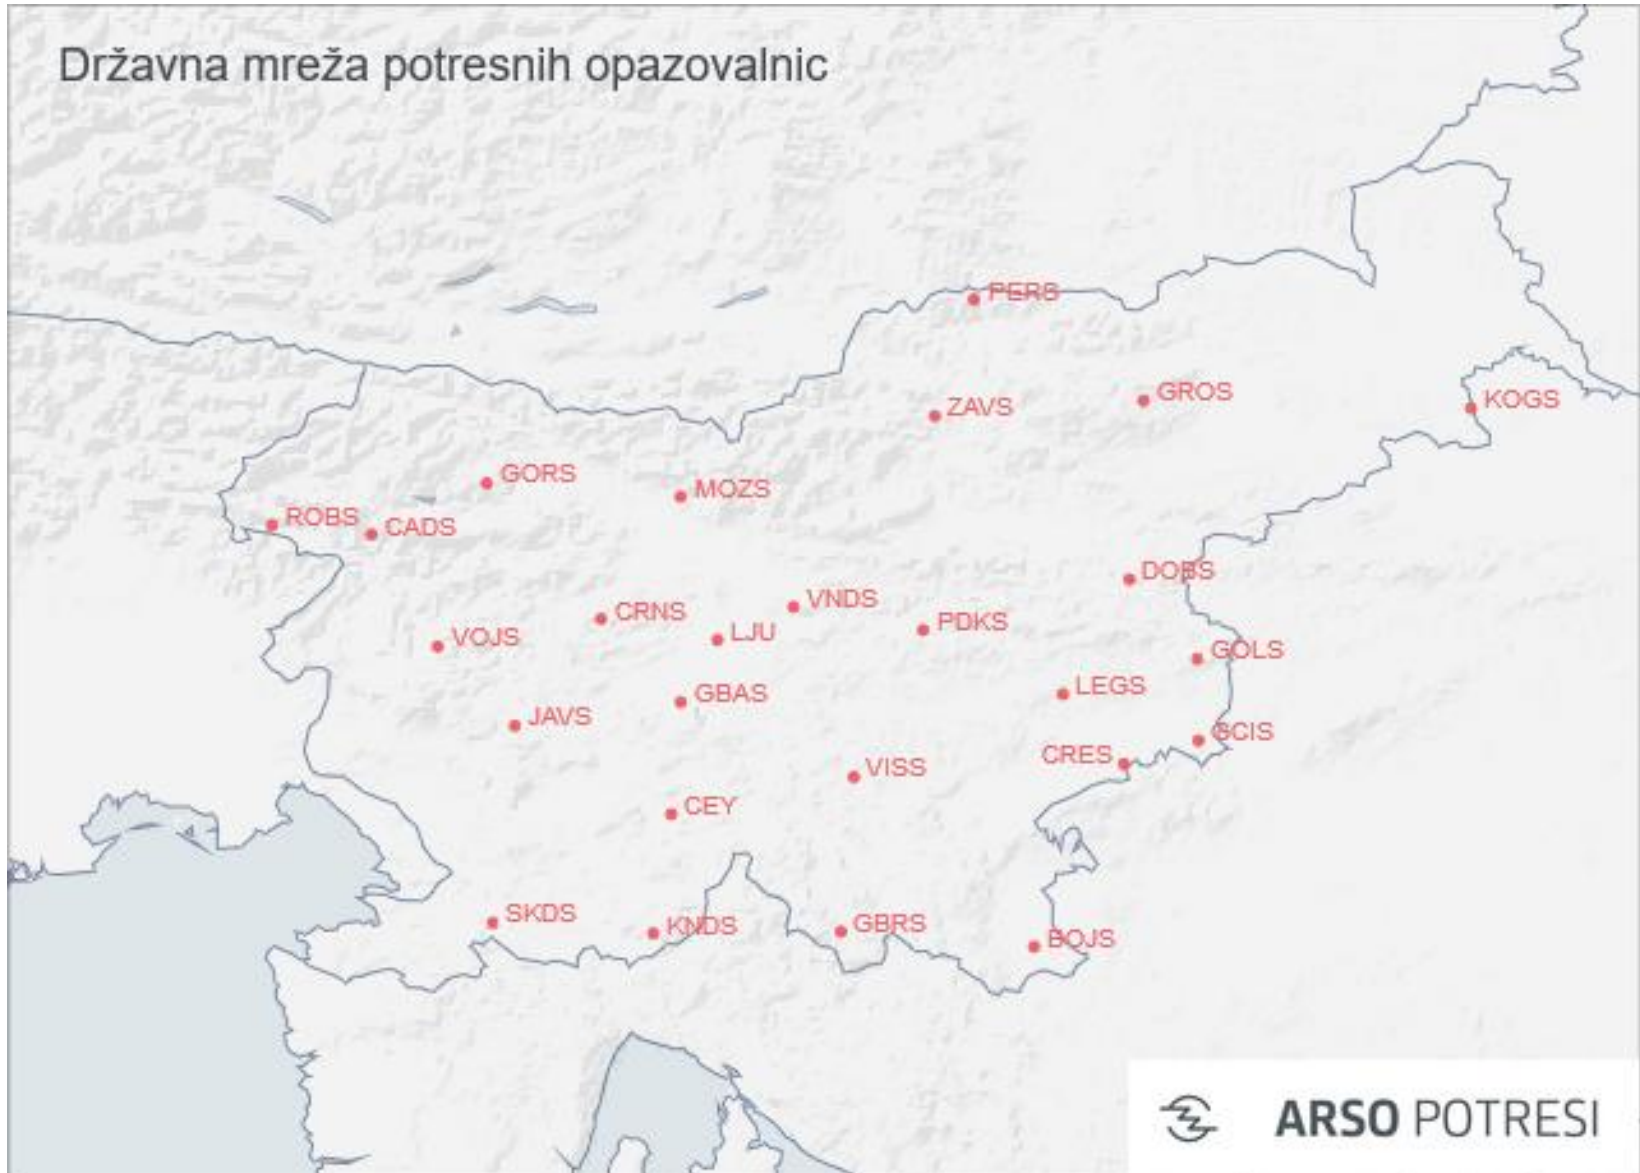 Državna mreža potresnih opazovalnic
PERS
GROS
KOGS
ZAVS
GORS
MOZS
ROBS
CADS
DOBS
VNDS
CRNS
PDKS
LJU
VOJS
GOLS
LEGS
GBAS
JAVS
GCIS
CRES
VISS
CEY
SKDS
KNDS
GBRS
BOJS
ARSO POTRESI